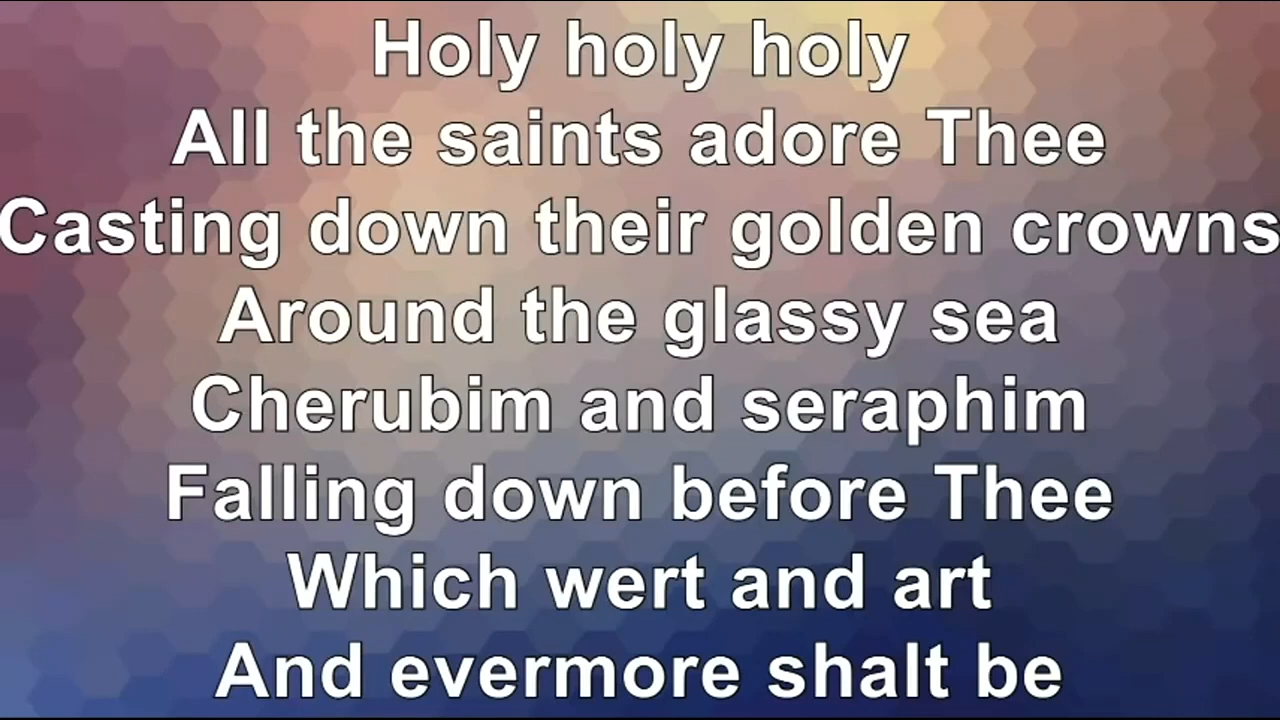 Holy holy holy
All the saints adore Thee
Casting down their golden crowns
Around the glassy sea
Cherubim and seraphim
Falling down before Thee
Which wert and art
And evermore shalt be